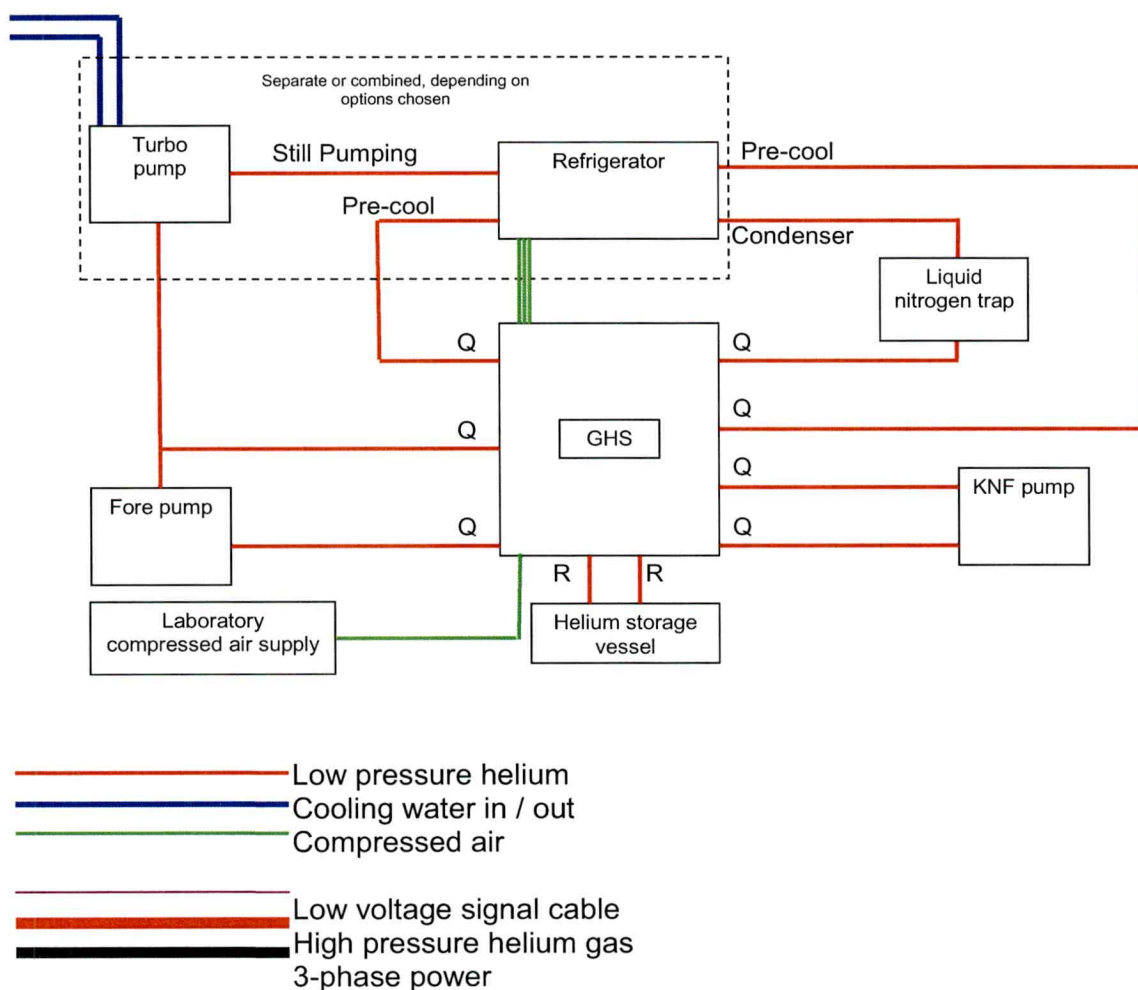 Separate or combined, depending on
options chosen
Turbo
pump
Still Pumping
Refrigerator
Pre-cool
Pre-cool
Condenser
Liquid
nitrogen trap
Q
Q
Q
Q
GHS
Q
KNF pump
Fore pump
Q
Q
R
R
Laboratory
compressed air supply
Helium storage
vessel
Low pressure helium
Cooling water in / out
Compressed air
Low voltage signal cable
High pressure helium gas
3-phase power